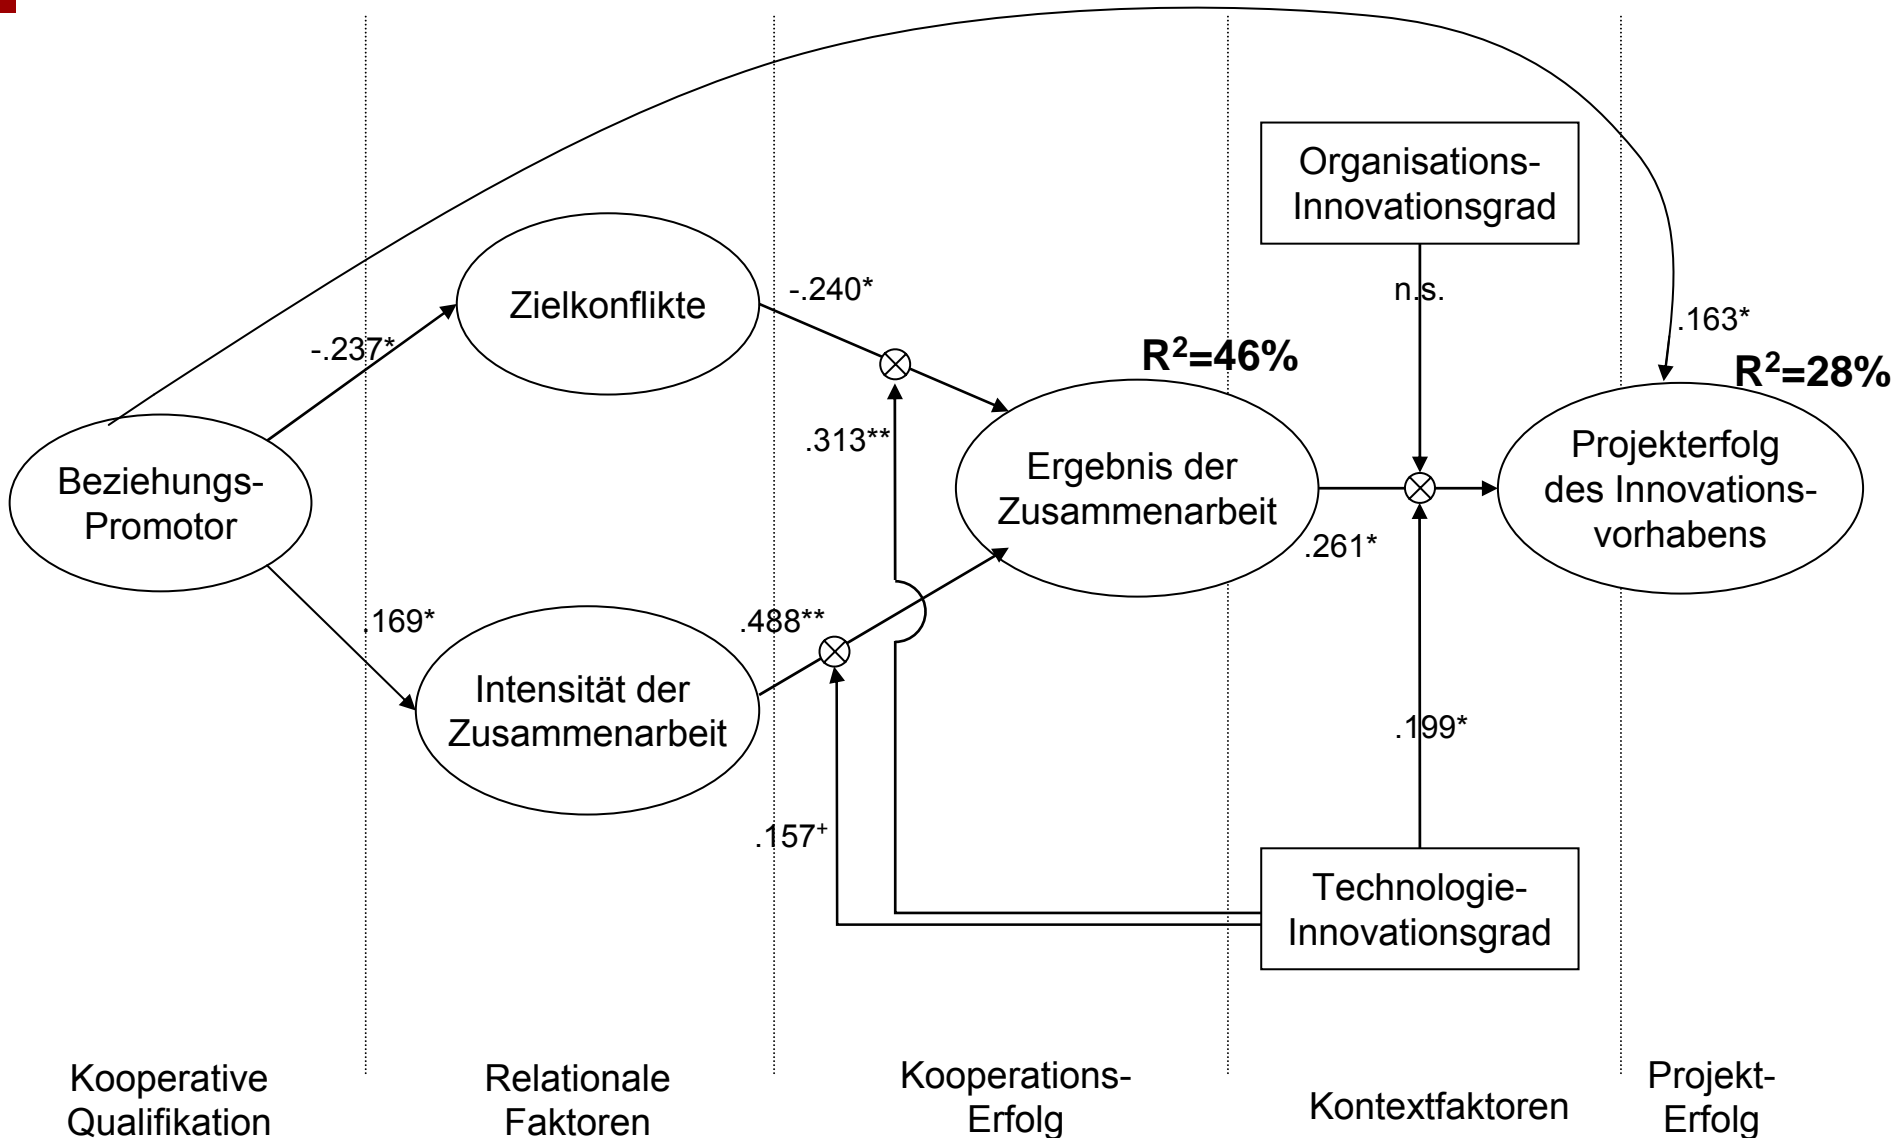 Organisations-
Innovationsgrad
Zielkonflikte
-.240*
n.s.
.163*
-.237*
R²=46%
R²=28%
.313**
Beziehungs-
Promotor
Ergebnis der
Zusammenarbeit
Projekterfolg
des Innovations-
vorhabens
.261*
.169*
.488**
Intensität der
Zusammenarbeit
.199*
.157⁺
Technologie-
Innovationsgrad
Kooperative
Qualifikation
Relationale
Faktoren
Kooperations-
Erfolg
Kontextfaktoren
Projekt-
Erfolg